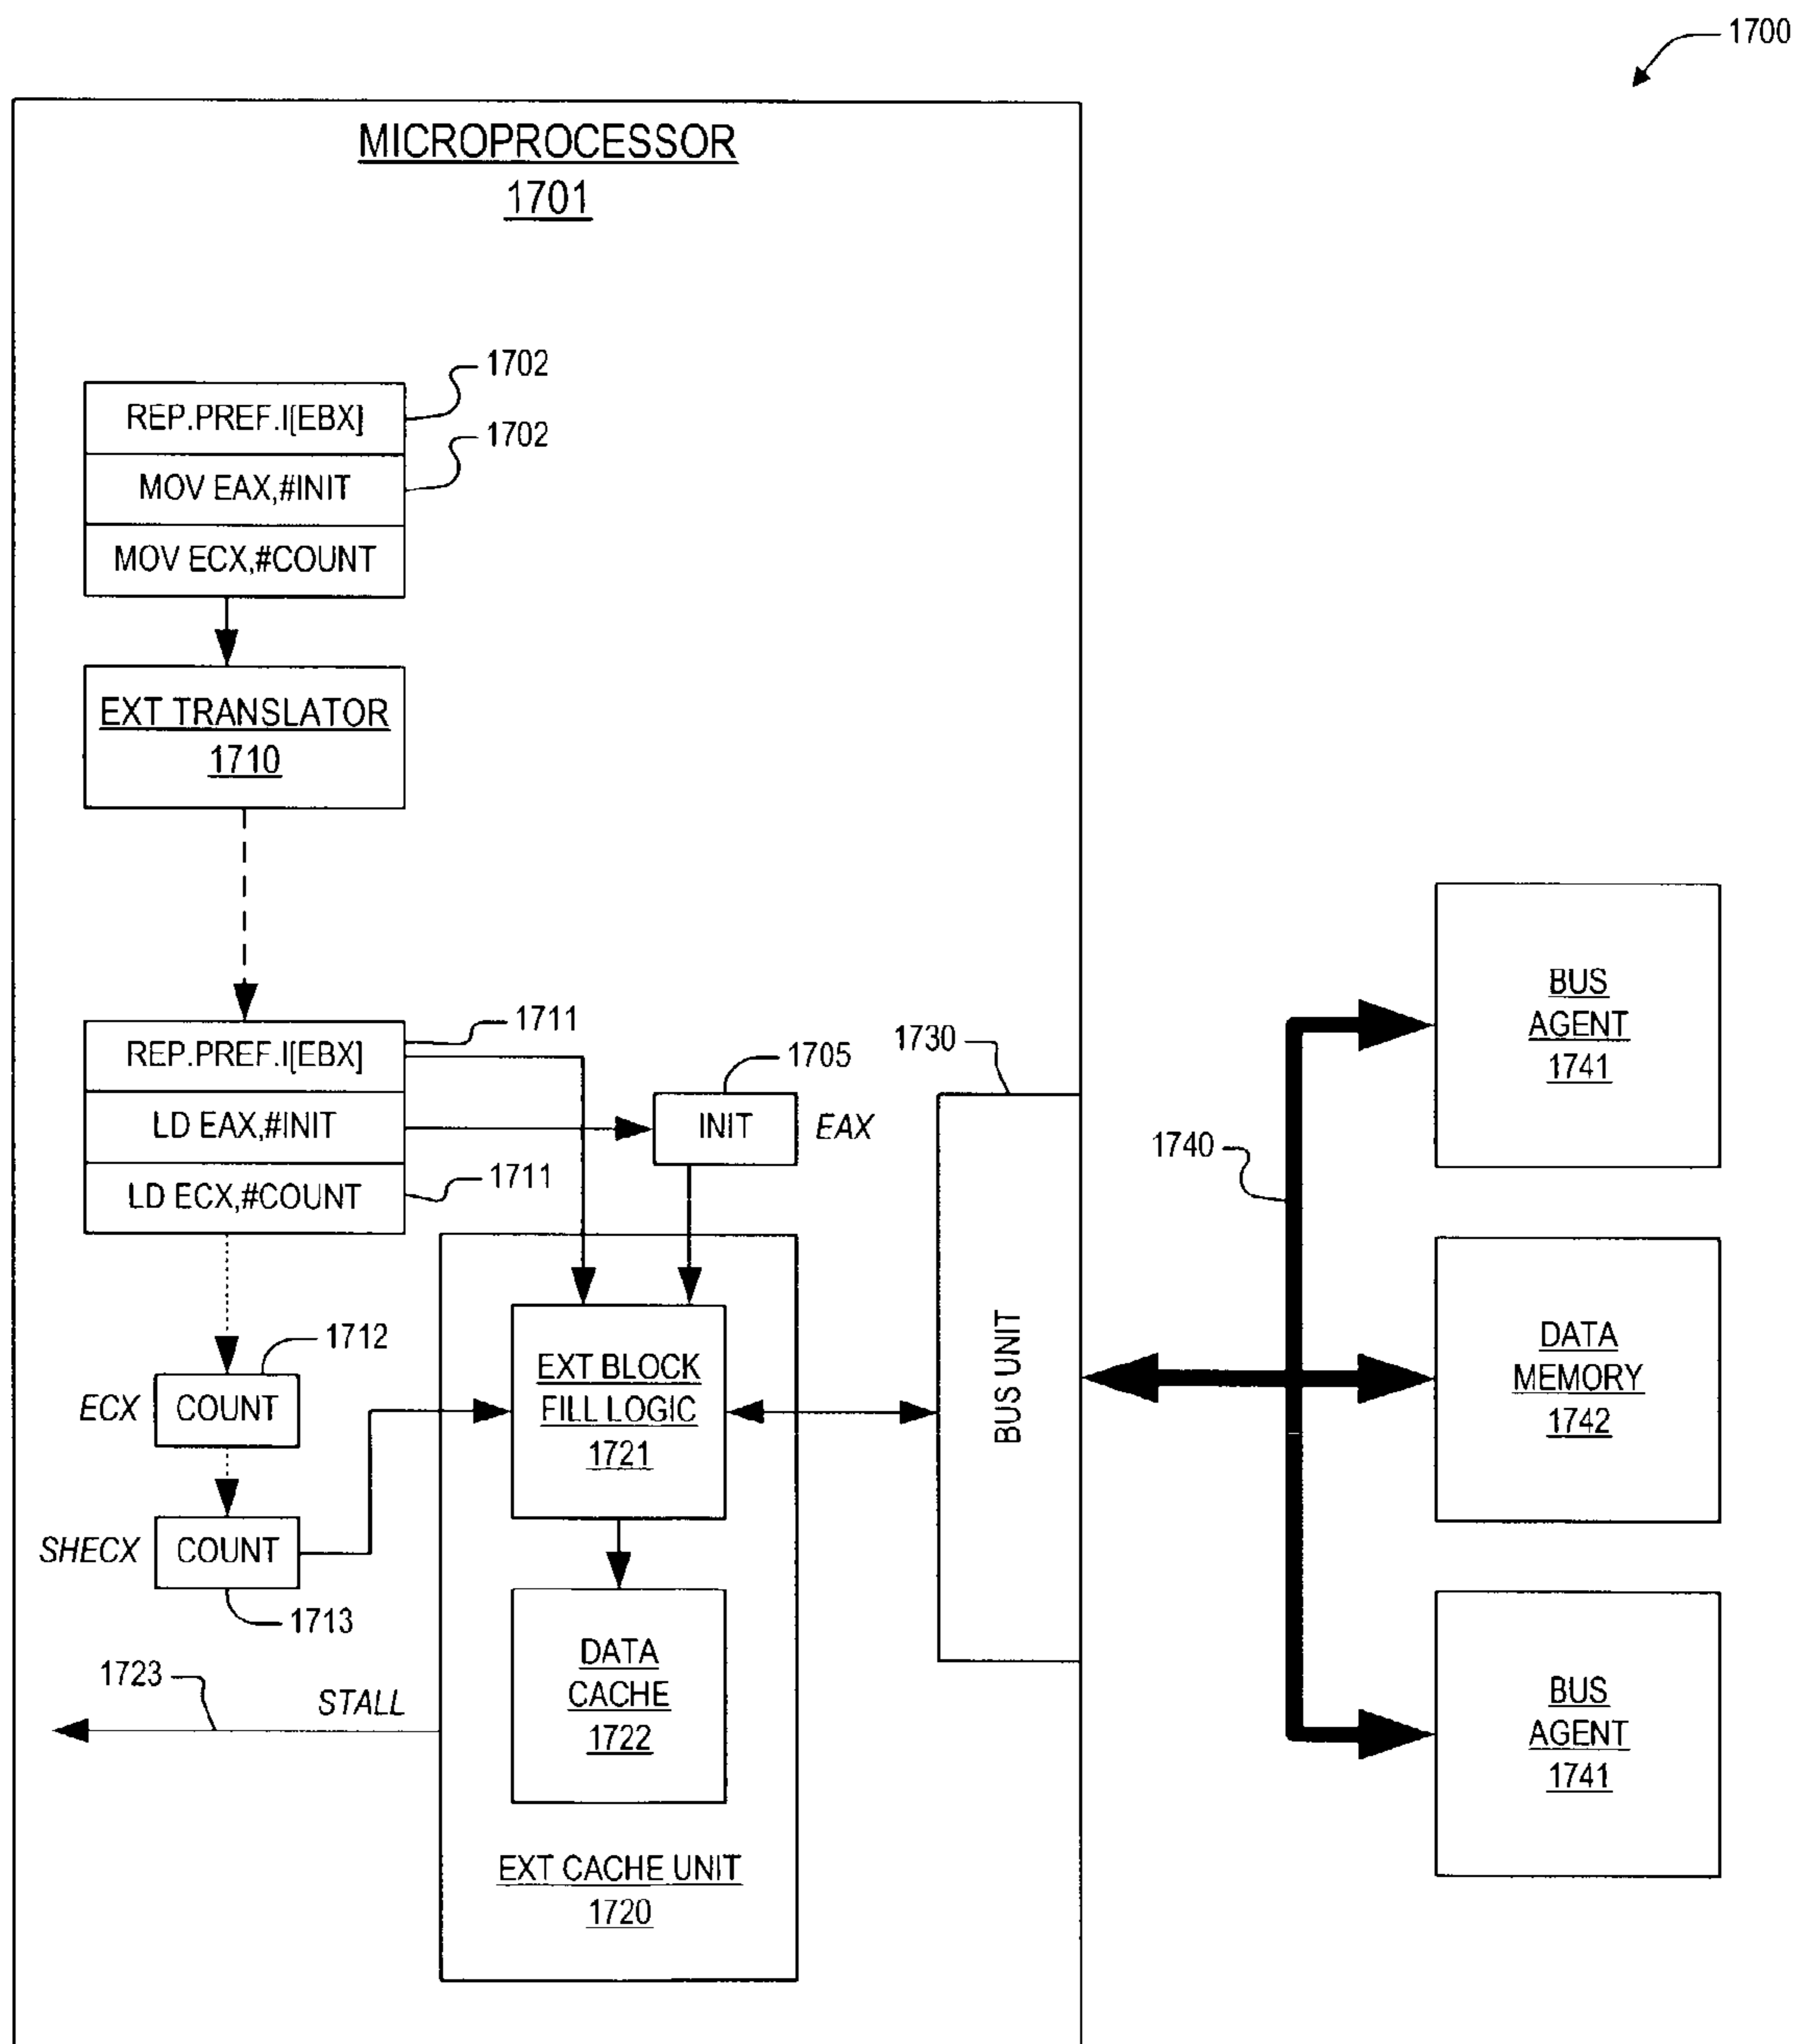 1700
MICROPROCESSOR
1701
1702
REP.PREF.I[EBX]
1702
MOV EAX,#INIT
MOV ECX,#COUNT
EXT TRANSLATOR
1710
BUS
AGENT
1741
1711
REP.PREF.I[EBX]
1705
1730
LD EAX,#INIT
INIT
EAX
1740
LD ECX,#COUNT
1711
1712
ECX
COUNT
EXT BLOCK
FILL LOGIC
1721
BUS UNIT
DATA
MEMORY
1742
SHECX
COUNT
1713
1723
STALL
DATA
CACHE
1722
BUS
AGENT
1741
EXT CACHE UNIT
1720